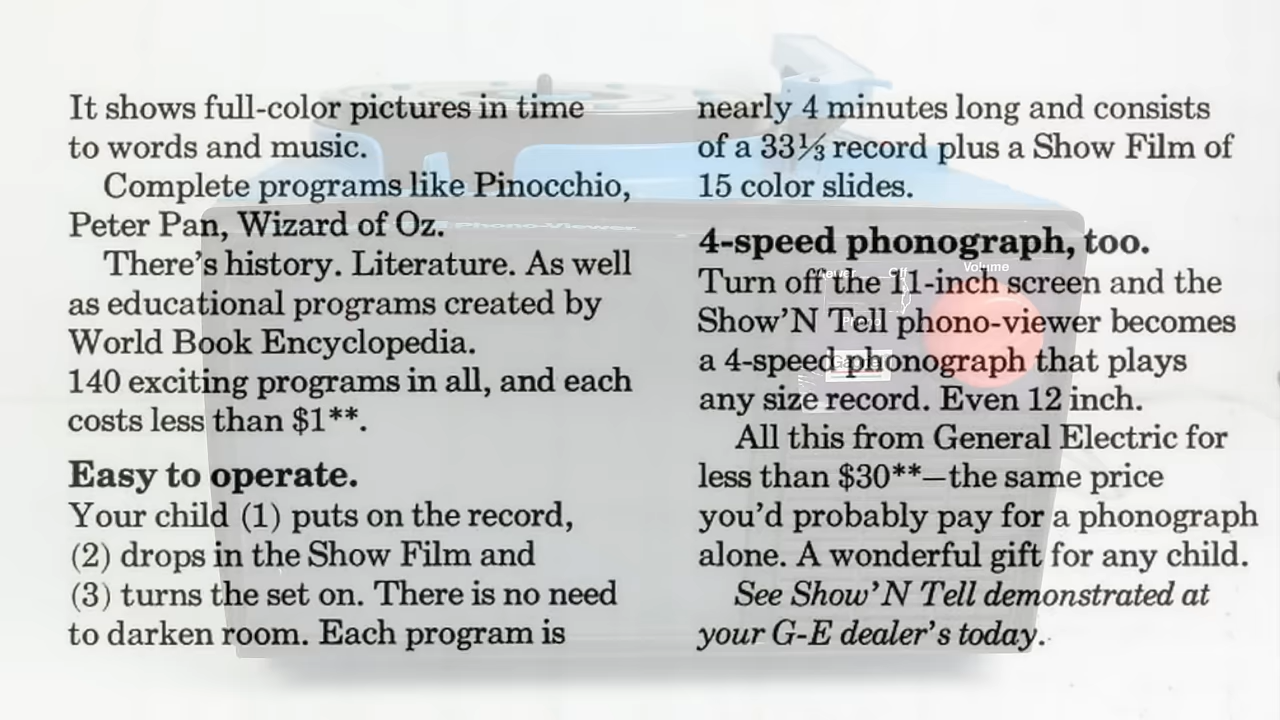 It shows full-color pictures in time
to words and music.
Complete programs like Pinocchio,
Peter Pan, Wizard of Oz.
There's history. Literature. As well
as educational programs created by
World Book Encyclopedia.
140 exciting programs in all, and each
costs less than $1**.
Easy to operate.
Your child (1) puts on the record,
(2) drops in the Show Film and
(3) turns the set on. There is no need
to darken room. Each program is
nearly 4 minutes long and consists
of a 33⅓ record plus a Show Film of
15 color slides.
4-speed phonograph, too.
Turn off the 11-inch screen and the
Show'N Tell phono-viewer becomes
a 4-speed phonograph that plays
any size record. Even 12 inch.
All this from General Electric for
less than $30**—the same price
you'd probably pay for a phonograph
alone. A wonderful gift for any child.
See Show'N Tell demonstrated at
your G-E dealer's today.
Phono-Viewer
Viewer Off Volume
Phono